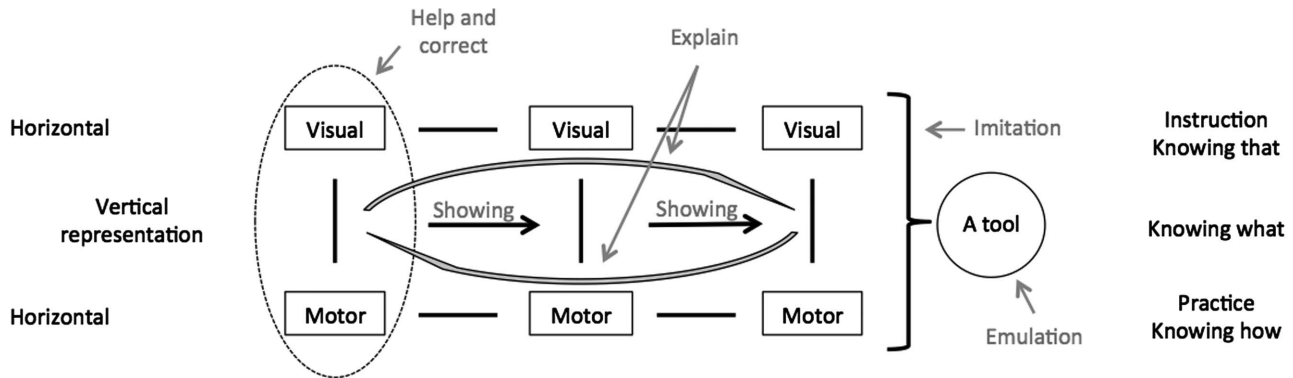 Help and
correct
Explain
Horizontal
Visual
Visual
Visual
Imitation
Instruction
Knowing that
Vertical
representation
Showing
Showing
A tool
Knowing what
Horizontal
Motor
Motor
Motor
Emulation
Practice
Knowing how